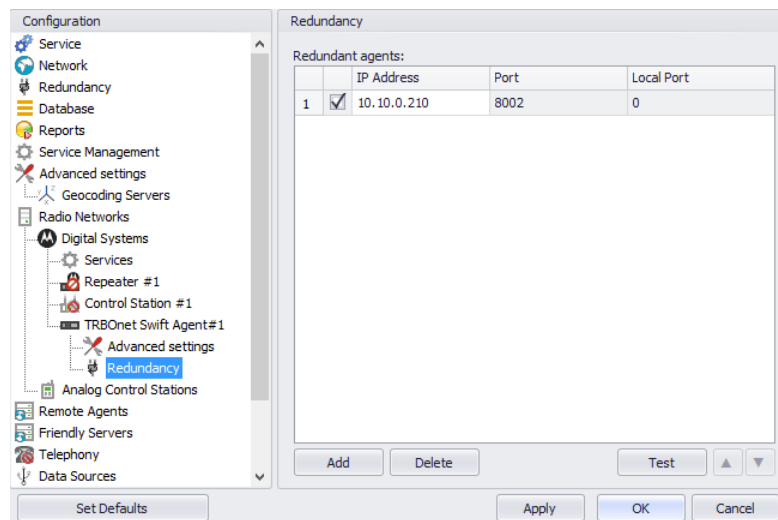 Configuration
Service
Network
Redundancy
Database
Reports
Service Management
Advanced settings
Geocoding Servers
Radio Networks
Digital Systems
Services
Repeater #1
Control Station #1
TRBOnet Swift Agent#1
Advanced settings
Redundancy
Analog Control Stations
Remote Agents
Friendly Servers
Telephony
Data Sources
Set Defaults
Redundancy
Redundant agents:
IP Address Port Local Port
1 10.10.0.210 8002 0
Add Delete Test
Apply OK Cancel